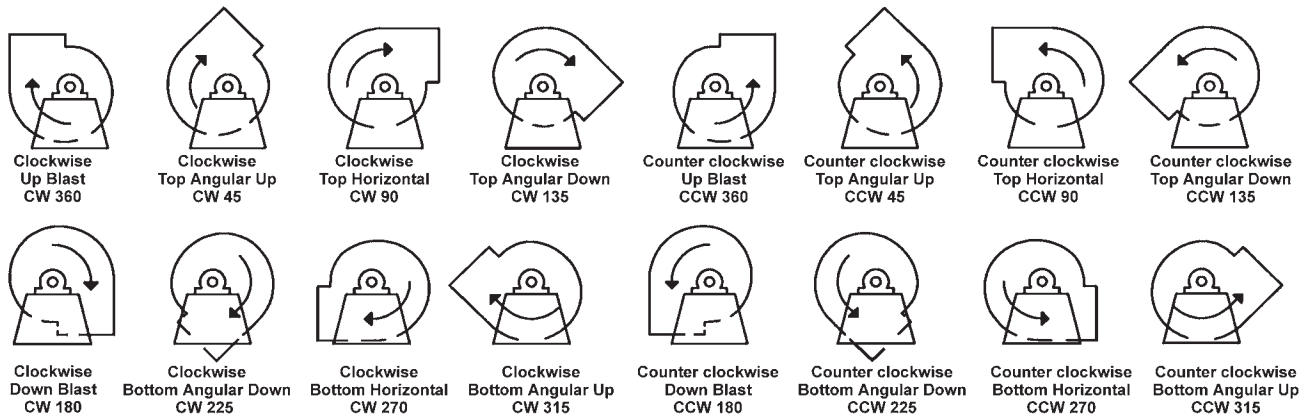 Clockwise
Up Blast
CW 360
Clockwise
Top Angular Up
CW 45
Clockwise
Top Horizontal
CW 90
Clockwise
Top Angular Down
CW 135
Counter clockwise
Up Blast
CCW 360
Counter clockwise
Top Angular Up
CCW 45
Counter clockwise
Top Horizontal
CCW 90
Counter clockwise
Top Angular Down
CCW 135
Clockwise
Down Blast
CW 180
Clockwise
Bottom Angular Down
CW 225
Clockwise
Bottom Horizontal
CW 270
Clockwise
Bottom Angular Up
CW 315
Counter clockwise
Down Blast
CCW 180
Counter clockwise
Bottom Angular Down
CCW 225
Counter clockwise
Bottom Horizontal
CCW 270
Counter clockwise
Bottom Angular Up
CCW 315